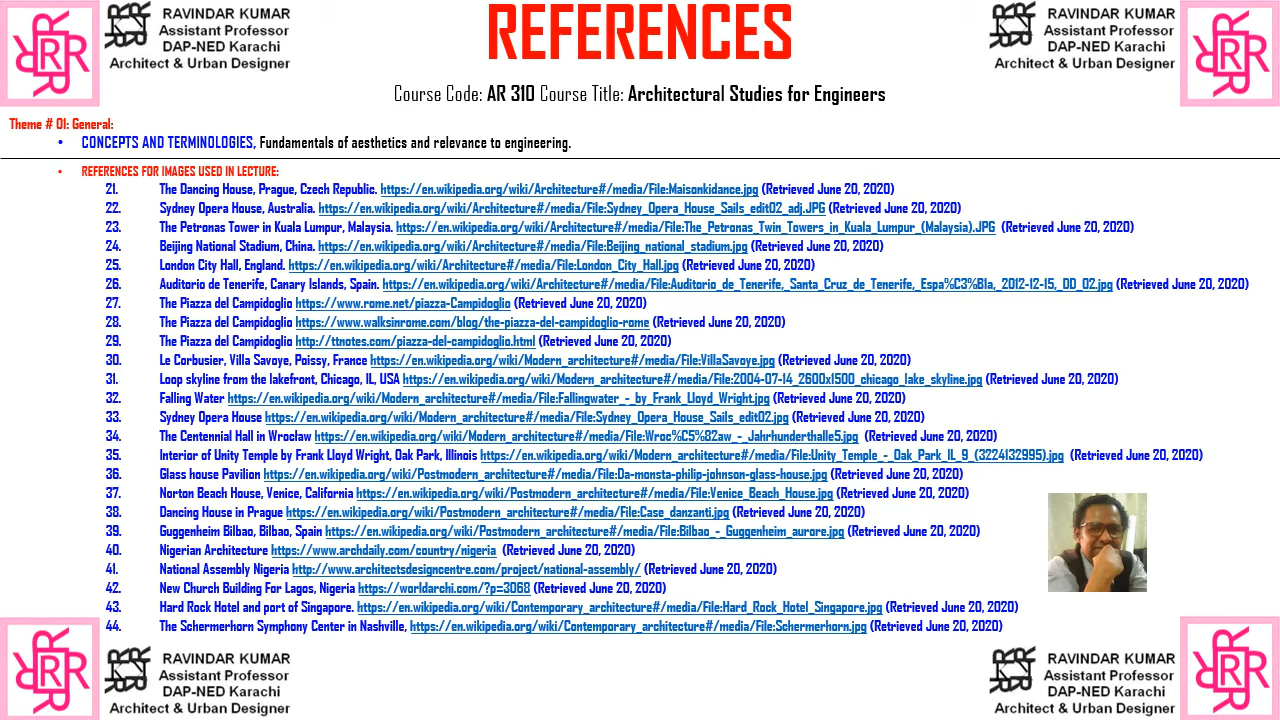 RAVINDAR KUMAR
Assistant Professor
DAP-NED Karachi
Architect & Urban Designer
REFERENCES
RAVINDAR KUMAR
Assistant Professor
DAP-NED Karachi
Architect & Urban Designer
Course Code: AR 310 Course Title: Architectural Studies for Engineers
Theme # 01: General:
• CONCEPTS AND TERMINOLOGIES, Fundamentals of aesthetics and relevance to engineering.
• REFERENCES FOR IMAGES USED IN LECTURE:
21. The Dancing House, Prague, Czech Republic. https://en.wikipedia.org/wiki/Architecture#/media/File:Maisonkidance.jpg (Retrieved June 20, 2020)
22. Sydney Opera House, Australia. https://en.wikipedia.org/wiki/Architecture#/media/File:Sydney_Opera_House_Sails_edit02_adj.JPG (Retrieved June 20, 2020)
23. The Petronas Tower in Kuala Lumpur, Malaysia. https://en.wikipedia.org/wiki/Architecture#/media/File:The_Petronas_Twin_Towers_in_Kuala_Lumpur_(Malaysia).JPG (Retrieved June 20, 2020)
24. Beijing National Stadium, China. https://en.wikipedia.org/wiki/Architecture#/media/File:Beijing_national_stadium.jpg (Retrieved June 20, 2020)
25. London City Hall, England. https://en.wikipedia.org/wiki/Architecture#/media/File:London_City_Hall.jpg (Retrieved June 20, 2020)
26. Auditorio de Tenerife, Canary Islands, Spain. https://en.wikipedia.org/wiki/Architecture#/media/File:Auditorio_de_Tenerife,_Santa_Cruz_de_Tenerife,_Espa%C3%B1a,_2012-12-15,_DD_02.jpg (Retrieved June 20, 2020)
27. The Piazza del Campidoglio https://www.rome.net/piazza-Campidoglio (Retrieved June 20, 2020)
28. The Piazza del Campidoglio https://www.walksinrome.com/blog/the-piazza-del-campidoglio-rome (Retrieved June 20, 2020)
29. The Piazza del Campidoglio http://ttnotes.com/piazza-del-campidoglio.html (Retrieved June 20, 2020)
30. Le Corbusier, Villa Savoye, Poissy, France https://en.wikipedia.org/wiki/Modern_architecture#/media/File:VillaSavoye.jpg (Retrieved June 20, 2020)
31. Loop skyline from the lakefront, Chicago, IL, USA https://en.wikipedia.org/wiki/Modern_architecture#/media/File:2004-07-14_2600x1500_chicago_lake_skyline.jpg (Retrieved June 20, 2020)
32. Falling Water https://en.wikipedia.org/wiki/Modern_architecture#/media/File:Fallingwater_-_by_Frank_Lloyd_Wright.jpg (Retrieved June 20, 2020)
33. Sydney Opera House https://en.wikipedia.org/wiki/Modern_architecture#/media/File:Sydney_Opera_House_Sails_edit02.jpg (Retrieved June 20, 2020)
34. The Centennial Hall in Wrocław https://en.wikipedia.org/wiki/Modern_architecture#/media/File:Wroc%C5%82aw_-_Jahrhunderthalle5.jpg (Retrieved June 20, 2020)
35. Interior of Unity Temple by Frank Lloyd Wright, Oak Park, Illinois https://en.wikipedia.org/wiki/Modern_architecture#/media/File:Unity_Temple_-_Oak_Park_IL_9_(3224132995).jpg (Retrieved June 20, 2020)
36. Glass house Pavilion https://en.wikipedia.org/wiki/Postmodern_architecture#/media/File:Da-monsta-philip-johnson-glass-house.jpg (Retrieved June 20, 2020)
37. Norton Beach House, Venice, California https://en.wikipedia.org/wiki/Postmodern_architecture#/media/File:Venice_Beach_House.jpg (Retrieved June 20, 2020)
38. Dancing House in Prague https://en.wikipedia.org/wiki/Postmodern_architecture#/media/File:Case_danzanti.jpg (Retrieved June 20, 2020)
39. Guggenheim Bilbao, Bilbao, Spain https://en.wikipedia.org/wiki/Postmodern_architecture#/media/File:Bilbao_-_Guggenheim_aurore.jpg (Retrieved June 20, 2020)
40. Nigerian Architecture https://www.archdaily.com/country/nigeria (Retrieved June 20, 2020)
41. National Assembly Nigeria http://www.architectsdesigncentre.com/project/national-assembly/ (Retrieved June 20, 2020)
42. New Church Building For Lagos, Nigeria https://worldarchi.com/?p=3068 (Retrieved June 20, 2020)
43. Hard Rock Hotel and port of Singapore. https://en.wikipedia.org/wiki/Contemporary_architecture#/media/File:Hard_Rock_Hotel_Singapore.jpg (Retrieved June 20, 2020)
44. The Schermerhorn Symphony Center in Nashville, https://en.wikipedia.org/wiki/Contemporary_architecture#/media/File:Schermerhorn.jpg (Retrieved June 20, 2020)
RAVINDAR KUMAR
Assistant Professor
DAP-NED Karachi
Architect & Urban Designer
RAVINDAR KUMAR
Assistant Professor
DAP-NED Karachi
Architect & Urban Designer